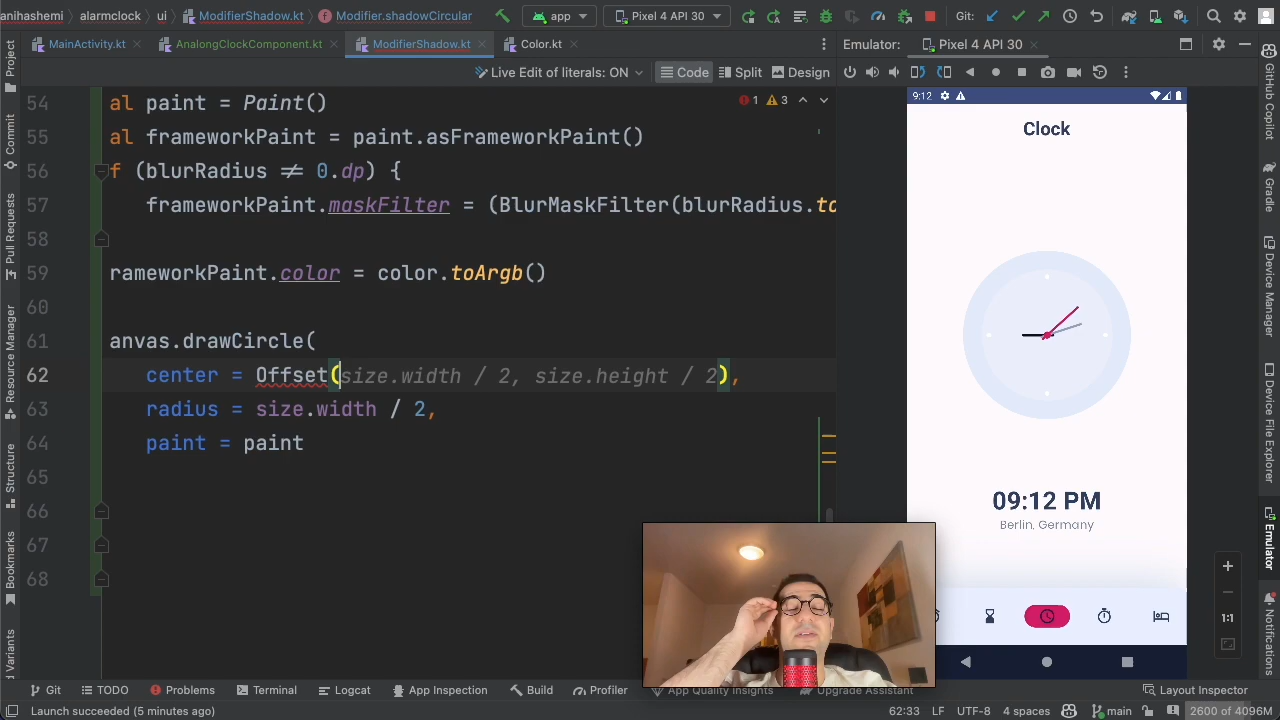 anihashemi
alarmclock
ui
ModifierShadow.kt
Modifier.shadowCircular
app
Pixel 4 API 30
Git:
MainActivity.kt
AnalongClockComponent.kt
ModifierShadow.kt
Color.kt
Emulator:
Pixel 4 API 30
Live Edit of literals: ON
Code
Split
Design
Project
Commit
Pull Requests
Resource Manager
Structure
Bookmarks
Variants
54 al paint = Paint()
55 al frameworkPaint = paint.asFrameworkPaint()
56 f (blurRadius ≠ 0.dp) {
57 frameworkPaint.maskFilter = (BlurMaskFilter(blurRadius.to
58
59 rameworkPaint.color = color.toArgb()
60
61 anvas.drawCircle(
62 center = Offset(size.width / 2, size.height / 2),
63 radius = size.width / 2,
64 paint = paint
65
66
67
68
1
3
9:12
Clock
09:12 PM
Berlin, Germany
1:1
GitHub Copilot
Gradle
Device Manager
Device File Explorer
Emulator
Notifications
Git
TODO
Problems
Terminal
Logcat
App Inspection
Build
Profiler
App Quality Insights
Upgrade Assistant
Layout Inspector
Launch succeeded (5 minutes ago)
62:33
LF
UTF-8
4 spaces
main
2600 of 4096M